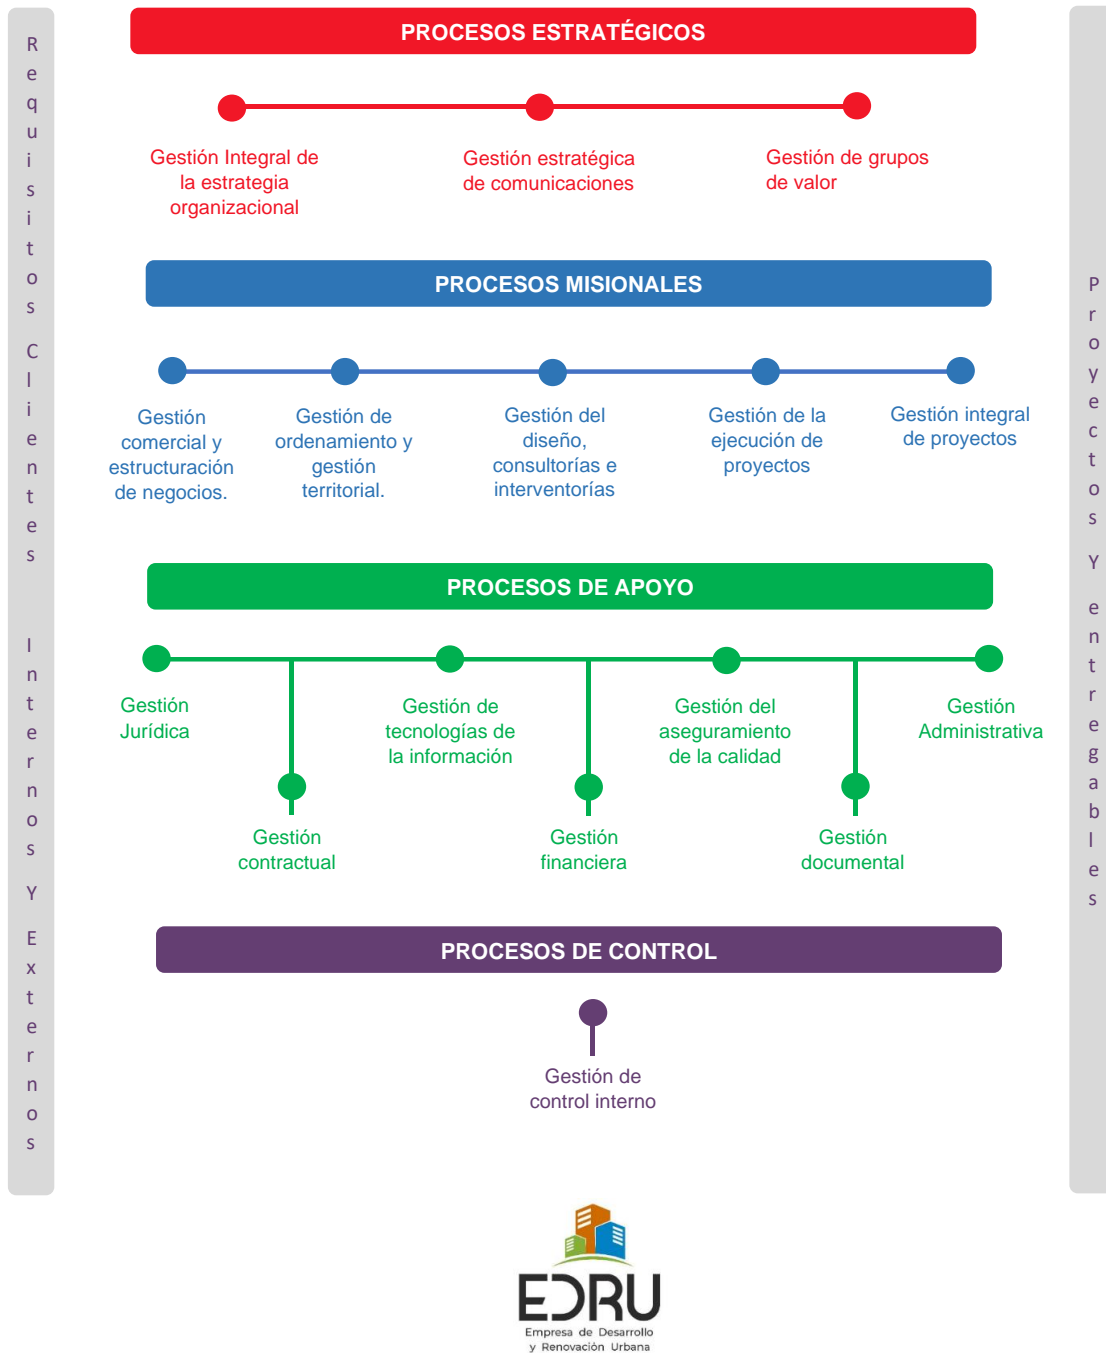 Requisitos Clientes Internos Y Externos
PROCESOS ESTRATÉGICOS
Gestión Integral de
la estrategia
organizacional
Gestión estratégica
de comunicaciones
Gestión de grupos
de valor
PROCESOS MISIONALES
Gestión
comercial y
estructuración
de negocios.
Gestión de
ordenamiento y
gestión
territorial.
Gestión del
diseño,
consultorías e
interventorías
Gestión de la
ejecución de
proyectos
Gestión integral
de proyectos
PROCESOS DE APOYO
Gestión
Jurídica
Gestión de
tecnologías de
la información
Gestión del
aseguramiento
de la calidad
Gestión
Administrativa
Gestión
contractual
Gestión
financiera
Gestión
documental
PROCESOS DE CONTROL
Gestión de
control interno
Proyectos Y entregables
EDRU
Empresa de Desarrollo
y Renovación Urbana